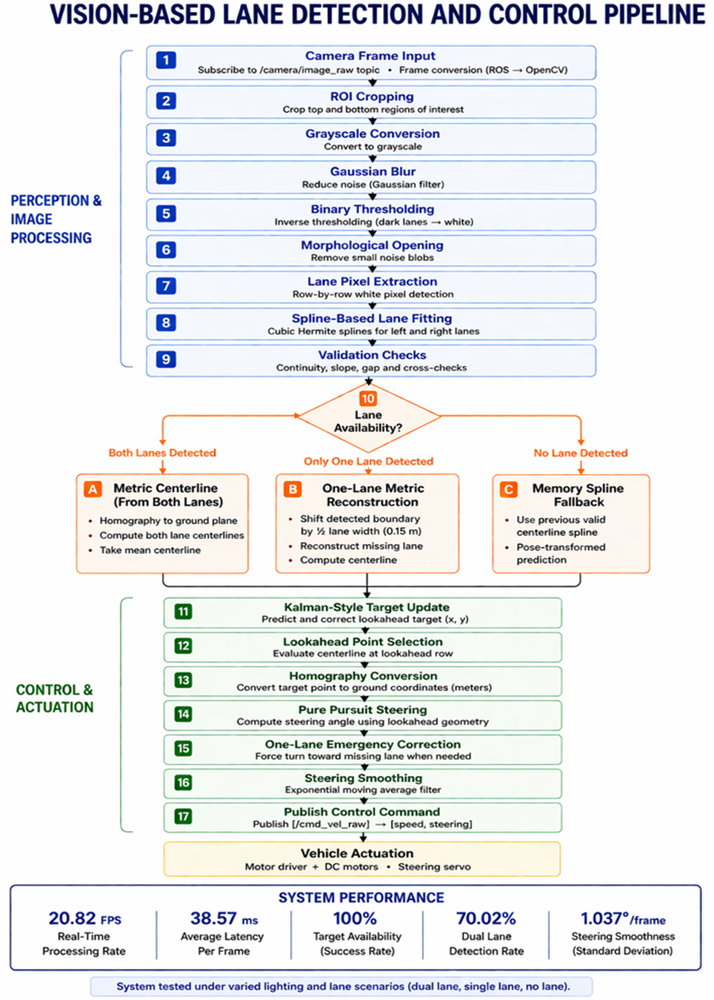 VISION-BASED LANE DETECTION AND CONTROL PIPELINE
PERCEPTION &
IMAGE
PROCESSING
1
Camera Frame Input
Subscribe to /camera/image_raw topic • Frame conversion (ROS → OpenCV)
2
ROI Cropping
Crop top and bottom regions of interest
3
Grayscale Conversion
Convert to grayscale
4
Gaussian Blur
Reduce noise (Gaussian filter)
5
Binary Thresholding
Inverse thresholding (dark lanes → white)
6
Morphological Opening
Remove small noise blobs
7
Lane Pixel Extraction
Row-by-row white pixel detection
8
Spline-Based Lane Fitting
Cubic Hermite splines for left and right lanes
9
Validation Checks
Continuity, slope, gap and cross-checks
10
Lane
Availability?
Both Lanes Detected
Only One Lane Detected
No Lane Detected
A
Metric Centerline
(From Both Lanes)
• Homography to ground plane
• Compute both lane centerlines
• Take mean centerline
B
One-Lane Metric
Reconstruction
• Shift detected boundary
by ½ lane width (0.15 m)
• Reconstruct missing lane
• Compute centerline
C
Memory Spline
Fallback
• Use previous valid
centerline spline
• Pose-transformed
prediction
CONTROL &
ACTUATION
11
Kalman-Style Target Update
Predict and correct lookahead target (x, y)
12
Lookahead Point Selection
Evaluate centerline at lookahead row
13
Homography Conversion
Convert target point to ground coordinates (meters)
14
Pure Pursuit Steering
Compute steering angle using lookahead geometry
15
One-Lane Emergency Correction
Force turn toward missing lane when needed
16
Steering Smoothing
Exponential moving average filter
17
Publish Control Command
Publish [/cmd_vel_raw] → [speed, steering]
Vehicle Actuation
Motor driver + DC motors • Steering servo
SYSTEM PERFORMANCE
20.82 FPS
Real-Time
Processing Rate
38.57 ms
Average Latency
Per Frame
100%
Target Availability
(Success Rate)
70.02%
Dual Lane
Detection Rate
1.037°/frame
Steering Smoothness
(Standard Deviation)
System tested under varied lighting and lane scenarios (dual lane, single lane, no lane).